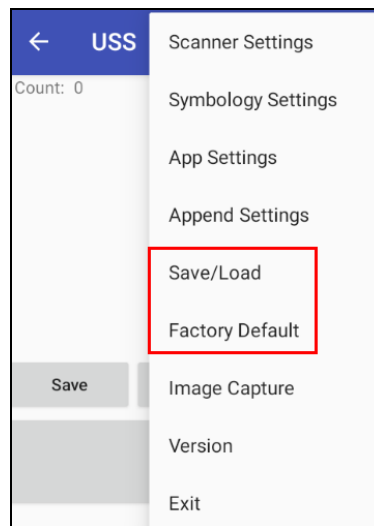 USS
Count: 0
Save
Scanner Settings
Symbology Settings
App Settings
Append Settings
Save/Load
Factory Default
Image Capture
Version
Exit